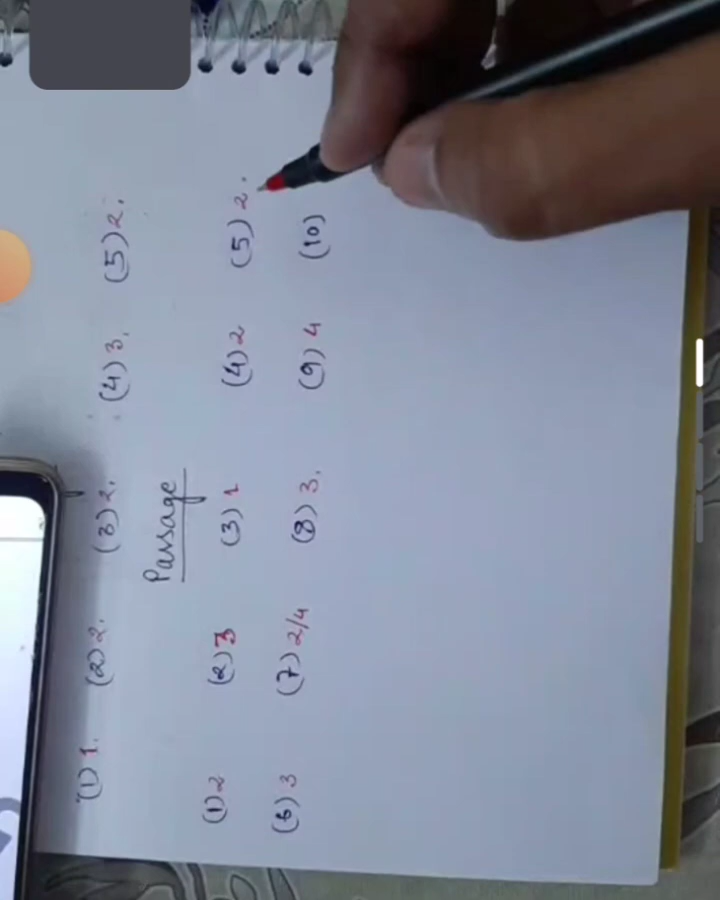 (1) 1. (2) 2. (3) 2. (4) 3. (5) 2.
Passage
(1) 2 (2) 3 (3) 1 (4) 2 (5) 2.
(6) 3 (7) 2/4 (8) 3. (9) 4 (10)